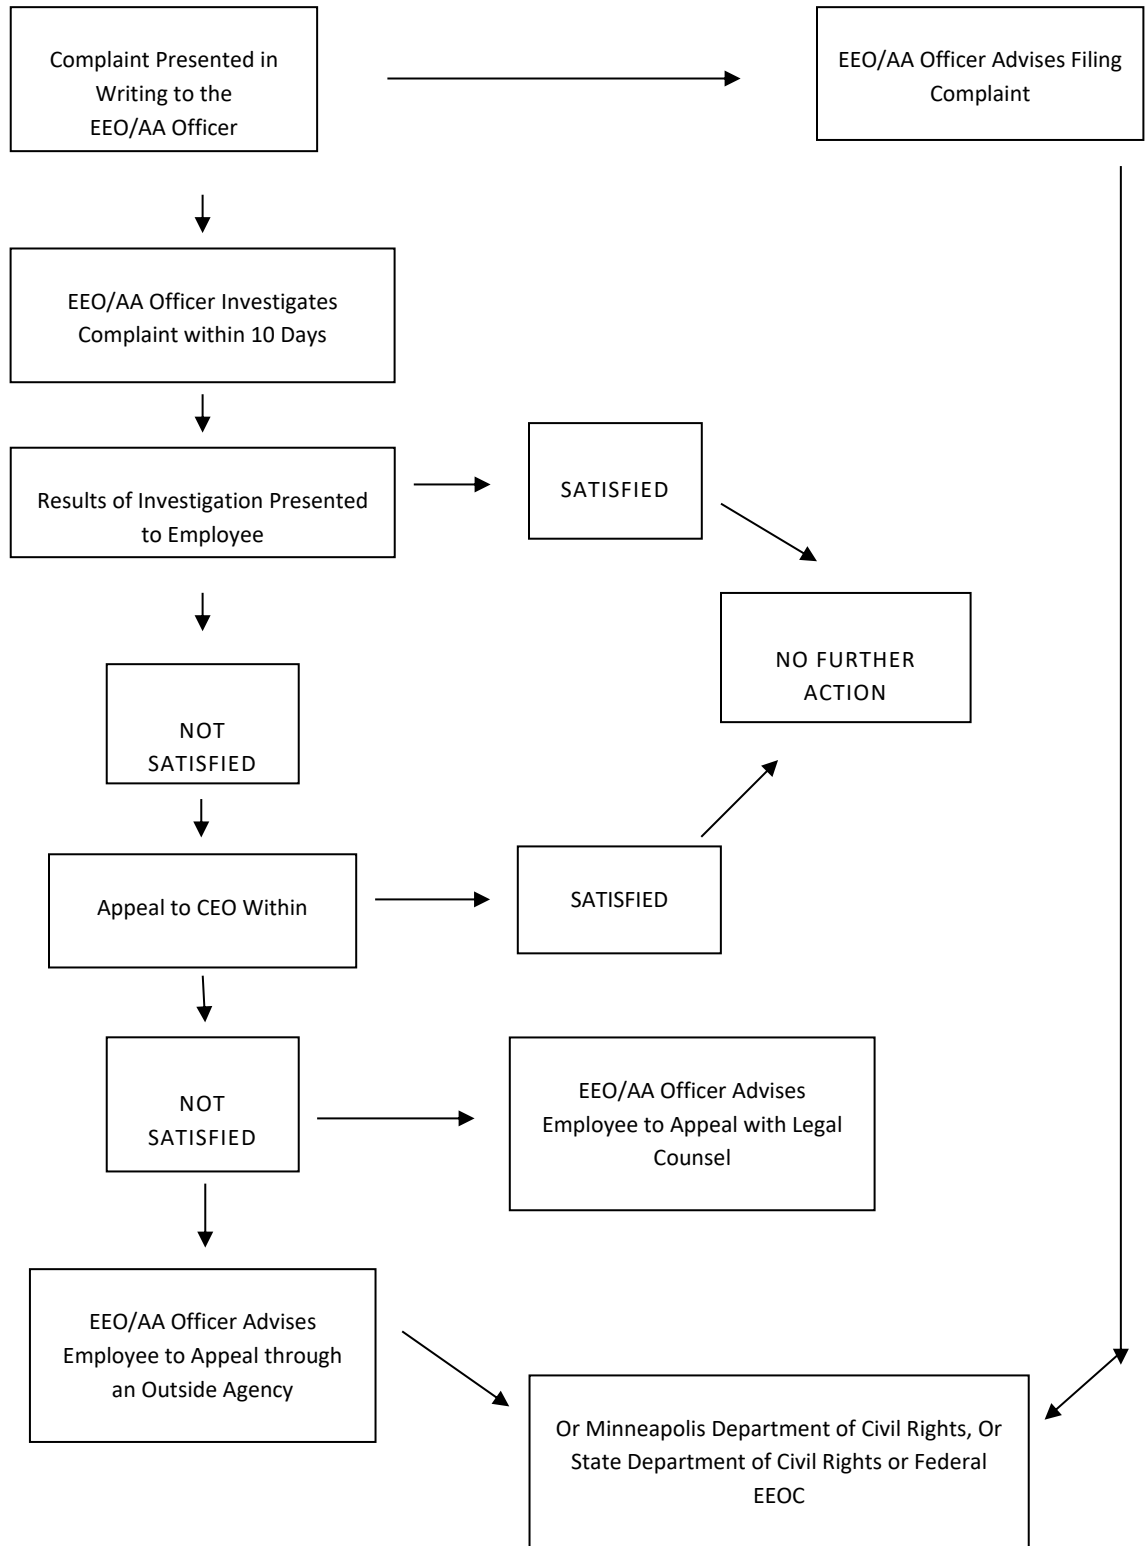 Complaint Presented in
Writing to the
EEO/AA Officer
EEO/AA Officer Advises Filing
Complaint
EEO/AA Officer Investigates
Complaint within 10 Days
Results of Investigation Presented
to Employee
SATISFIED
NO FURTHER
ACTION
NOT
SATISFIED
Appeal to CEO Within
SATISFIED
NOT
SATISFIED
EEO/AA Officer Advises
Employee to Appeal with Legal
Counsel
EEO/AA Officer Advises
Employee to Appeal through
an Outside Agency
Or Minneapolis Department of Civil Rights, Or
State Department of Civil Rights or Federal
EEOC